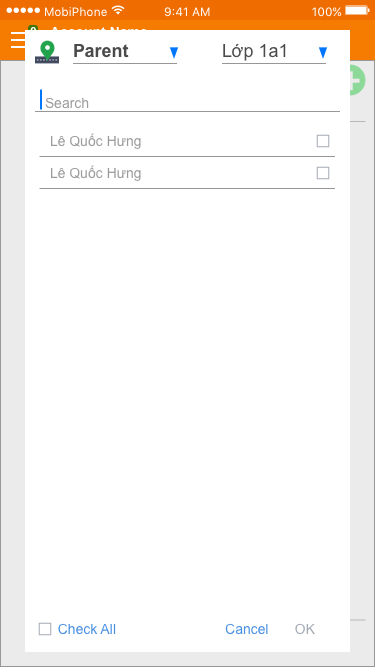 MobiPhone 9:41 AM 100%
Account Name
Parent Lớp 1a1
Search
Lê Quốc Hưng
Lê Quốc Hưng
Check All Cancel OK